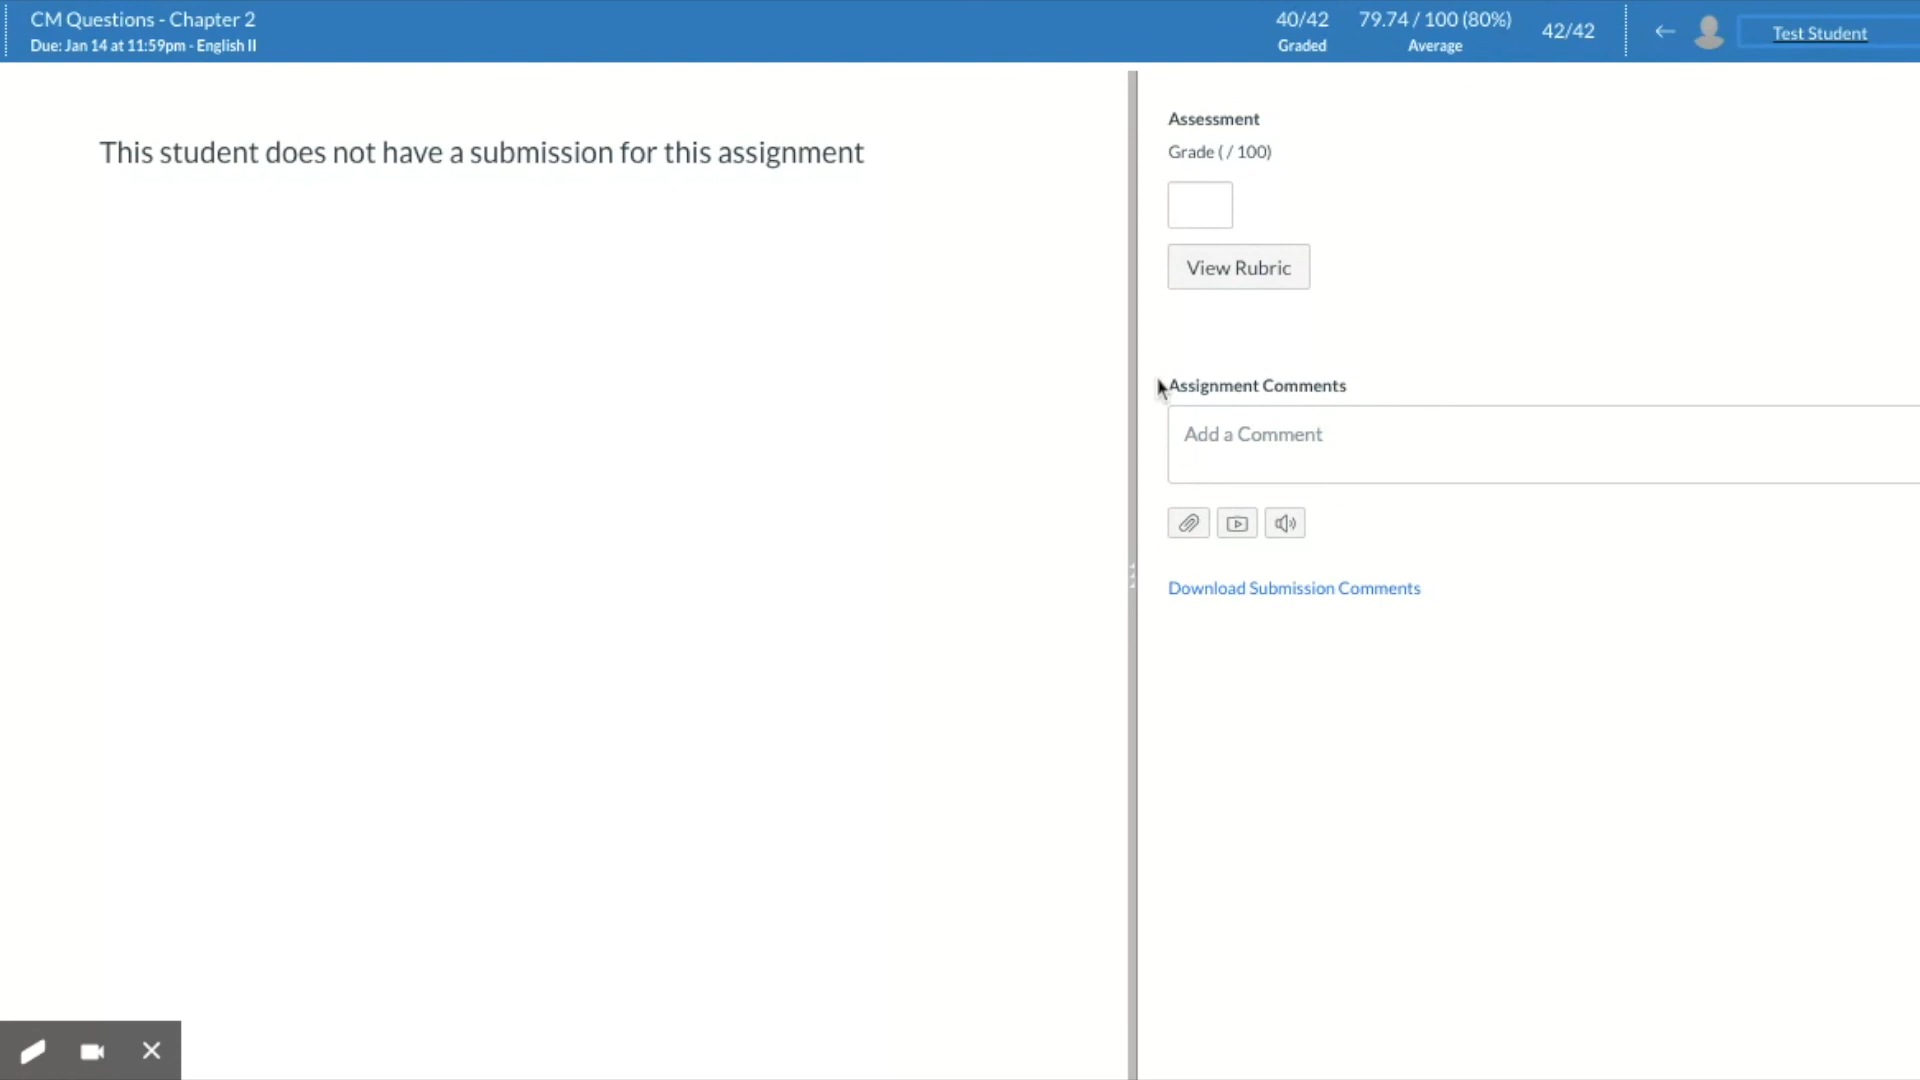 CM Questions - Chapter 2
Due: Jan 14 at 11:59pm - English II
40/42
Graded
79.74 / 100 (80%)
Average
42/42
Test Student
This student does not have a submission for this assignment
Assessment
Grade ( / 100)
View Rubric
Assignment Comments
Add a Comment
Download Submission Comments